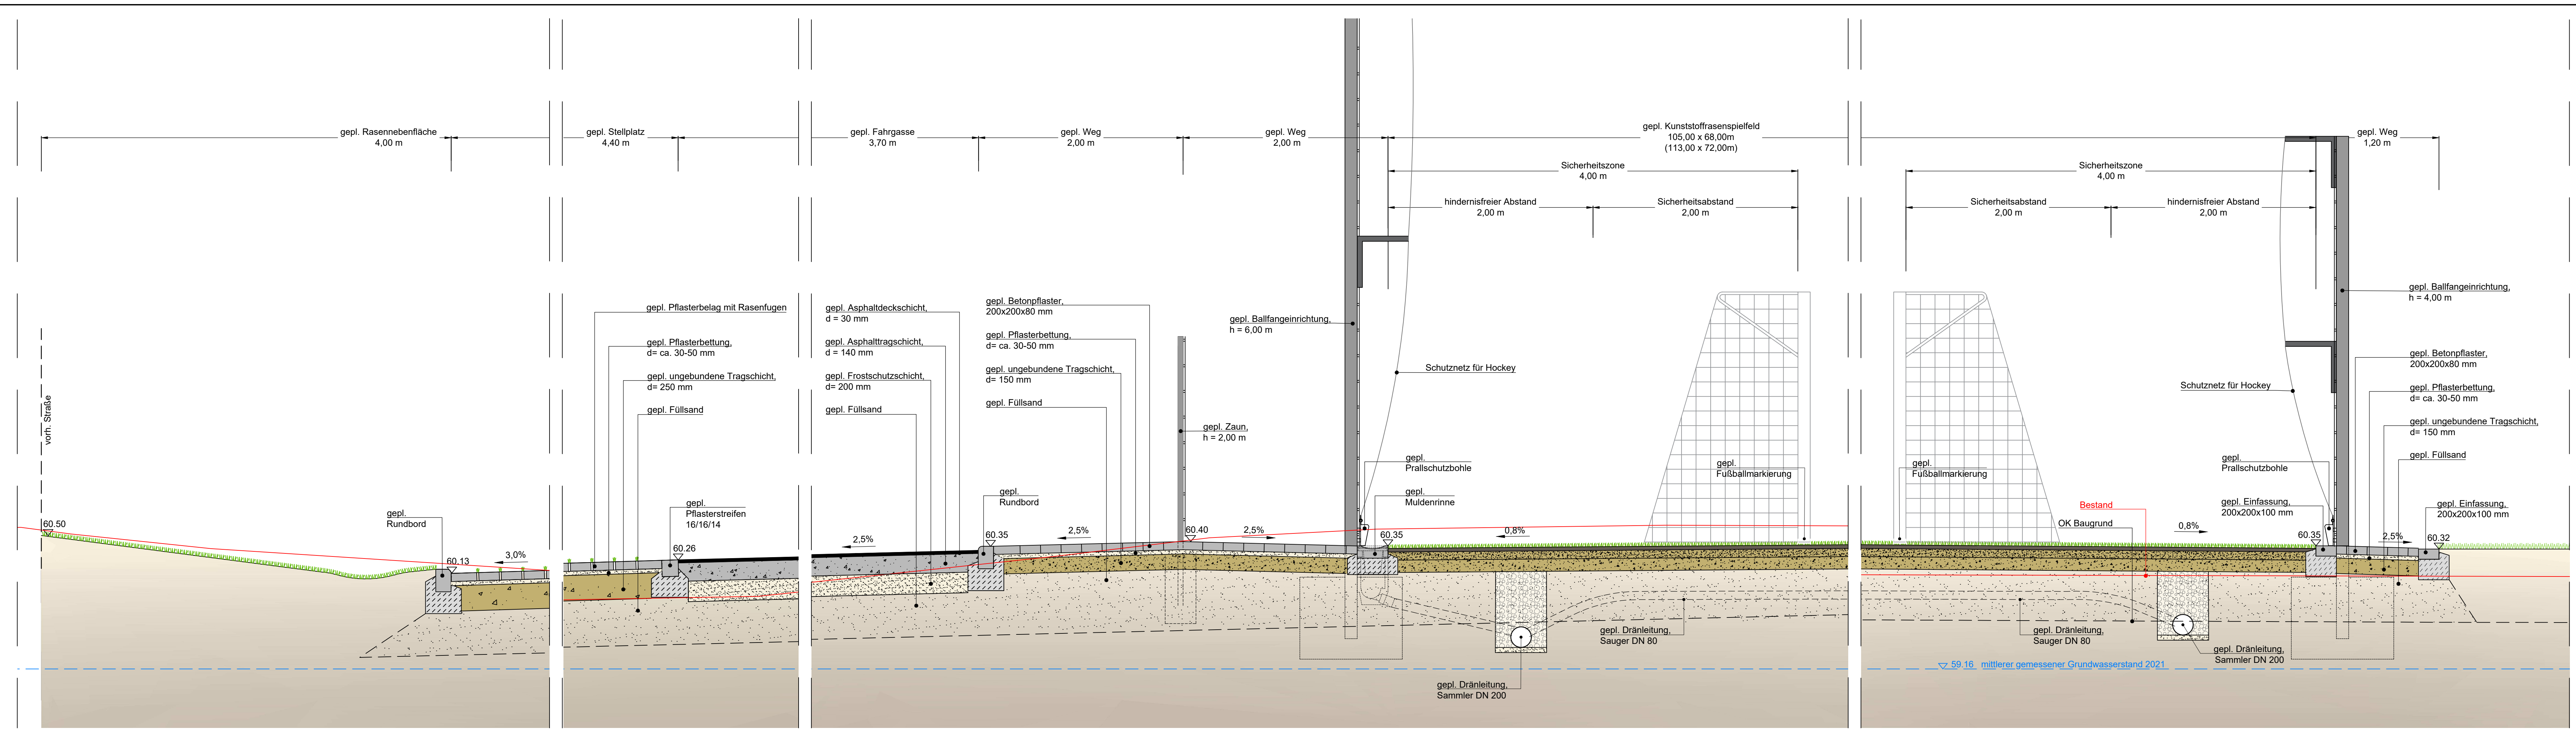 gepl. Rasennebenfläche
4,00 m
gepl. Stellplatz
4,40 m
gepl. Fahrgasse
3,70 m
gepl. Weg
2,00 m
gepl. Weg
2,00 m
gepl. Kunststoffrasenspielfeld
105,00 x 68,00m
(113,00 x 72,00m)
gepl. Weg
1,20 m
Sicherheitszone
4,00 m
Sicherheitszone
4,00 m
hindernisfreier Abstand
2,00 m
Sicherheitsabstand
2,00 m
Sicherheitsabstand
2,00 m
hindernisfreier Abstand
2,00 m
vorh. Straße
60.50
gepl.
Rundbord
60.13
3,0%
gepl. Pflasterbelag mit Rasenfugen
gepl. Pflasterbettung,
d= ca. 30-50 mm
gepl. ungebundene Tragschicht,
d= 250 mm
gepl. Füllsand
gepl.
Pflasterstreifen
16/16/14
60.26
gepl. Asphaltdeckschicht,
d = 30 mm
gepl. Asphalttragschicht,
d = 140 mm
gepl. Frostschutzschicht,
d= 200 mm
gepl. Füllsand
2,5%
gepl. Betonpflaster,
200x200x80 mm
gepl. Pflasterbettung,
d= ca. 30-50 mm
gepl. ungebundene Tragschicht,
d= 150 mm
gepl. Füllsand
gepl.
Rundbord
60.35
2,5%
gepl. Zaun,
h = 2,00 m
60.40
2,5%
gepl. Ballfangeinrichtung,
h = 6,00 m
Schutznetz für Hockey
gepl.
Prallschutzbohle
gepl.
Muldenrinne
60.35
0,8%
gepl.
Fußballmarkierung
gepl. Dränleitung,
Sauger DN 80
gepl. Dränleitung,
Sammler DN 200
gepl.
Fußballmarkierung
Bestand
OK Baugrund
0,8%
gepl. Dränleitung,
Sauger DN 80
gepl. Dränleitung,
Sammler DN 200
59.16 mittlerer gemessener Grundwasserstand 2021
Schutznetz für Hockey
gepl.
Prallschutzbohle
gepl. Einfassung,
200x200x100 mm
60.35
2,5%
gepl. Ballfangeinrichtung,
h = 4,00 m
gepl. Betonpflaster,
200x200x80 mm
gepl. Pflasterbettung,
d= ca. 30-50 mm
gepl. ungebundene Tragschicht,
d= 150 mm
gepl. Füllsand
gepl. Einfassung,
200x200x100 mm
60.32